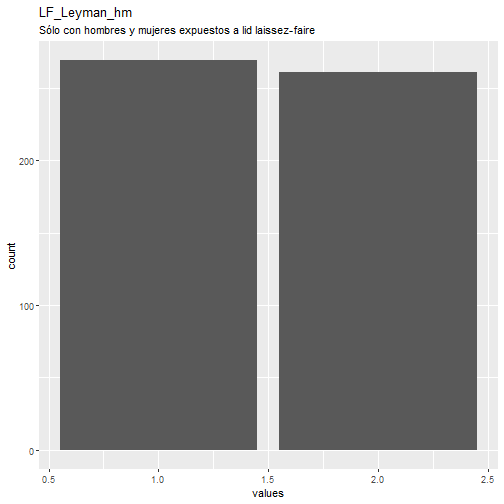 LF_Leyman_hm
Sólo con hombres y mujeres expuestos a lid laissez-faire
200
100
0
count
0.5 1.0 1.5 2.0 2.5
values